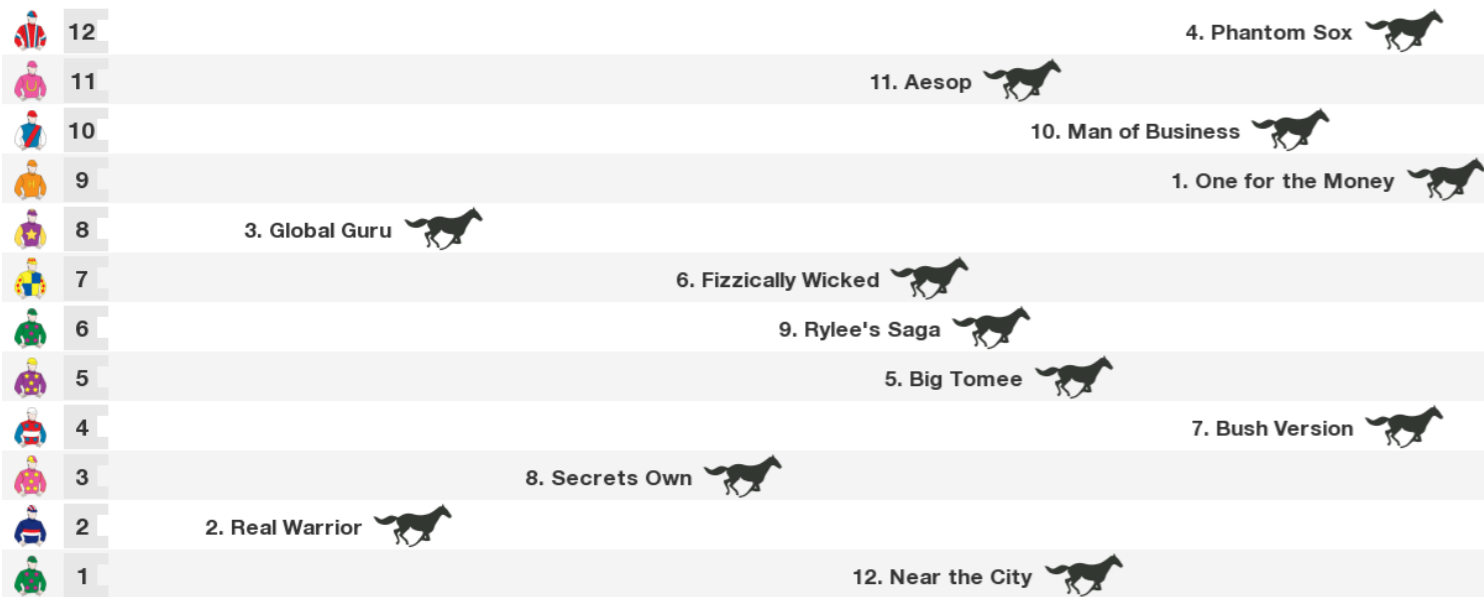 12 4. Phantom Sox
11 11. Aesop
10 10. Man of Business
9 1. One for the Money
8 3. Global Guru
7 6. Fizzically Wicked
6 9. Rylee's Saga
5 5. Big Tomee
4 7. Bush Version
3 8. Secrets Own
2 2. Real Warrior
1 12. Near the City